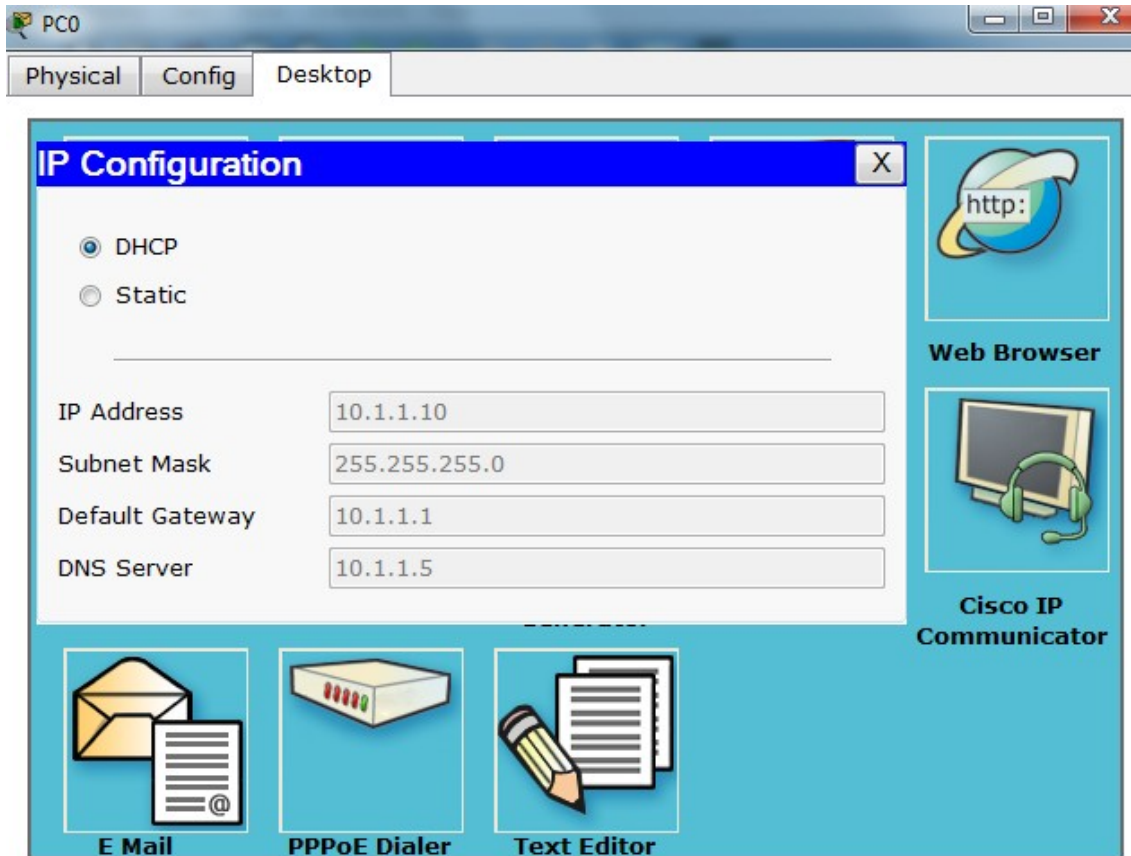 PC0
Physical Config Desktop
IP Configuration X
http:
DHCP
Static
Web Browser
IP Address 10.1.1.10
Subnet Mask 255.255.255.0
Default Gateway 10.1.1.1
DNS Server 10.1.1.5
Cisco IP
Communicator
@
E Mail PPPoE Dialer Text Editor